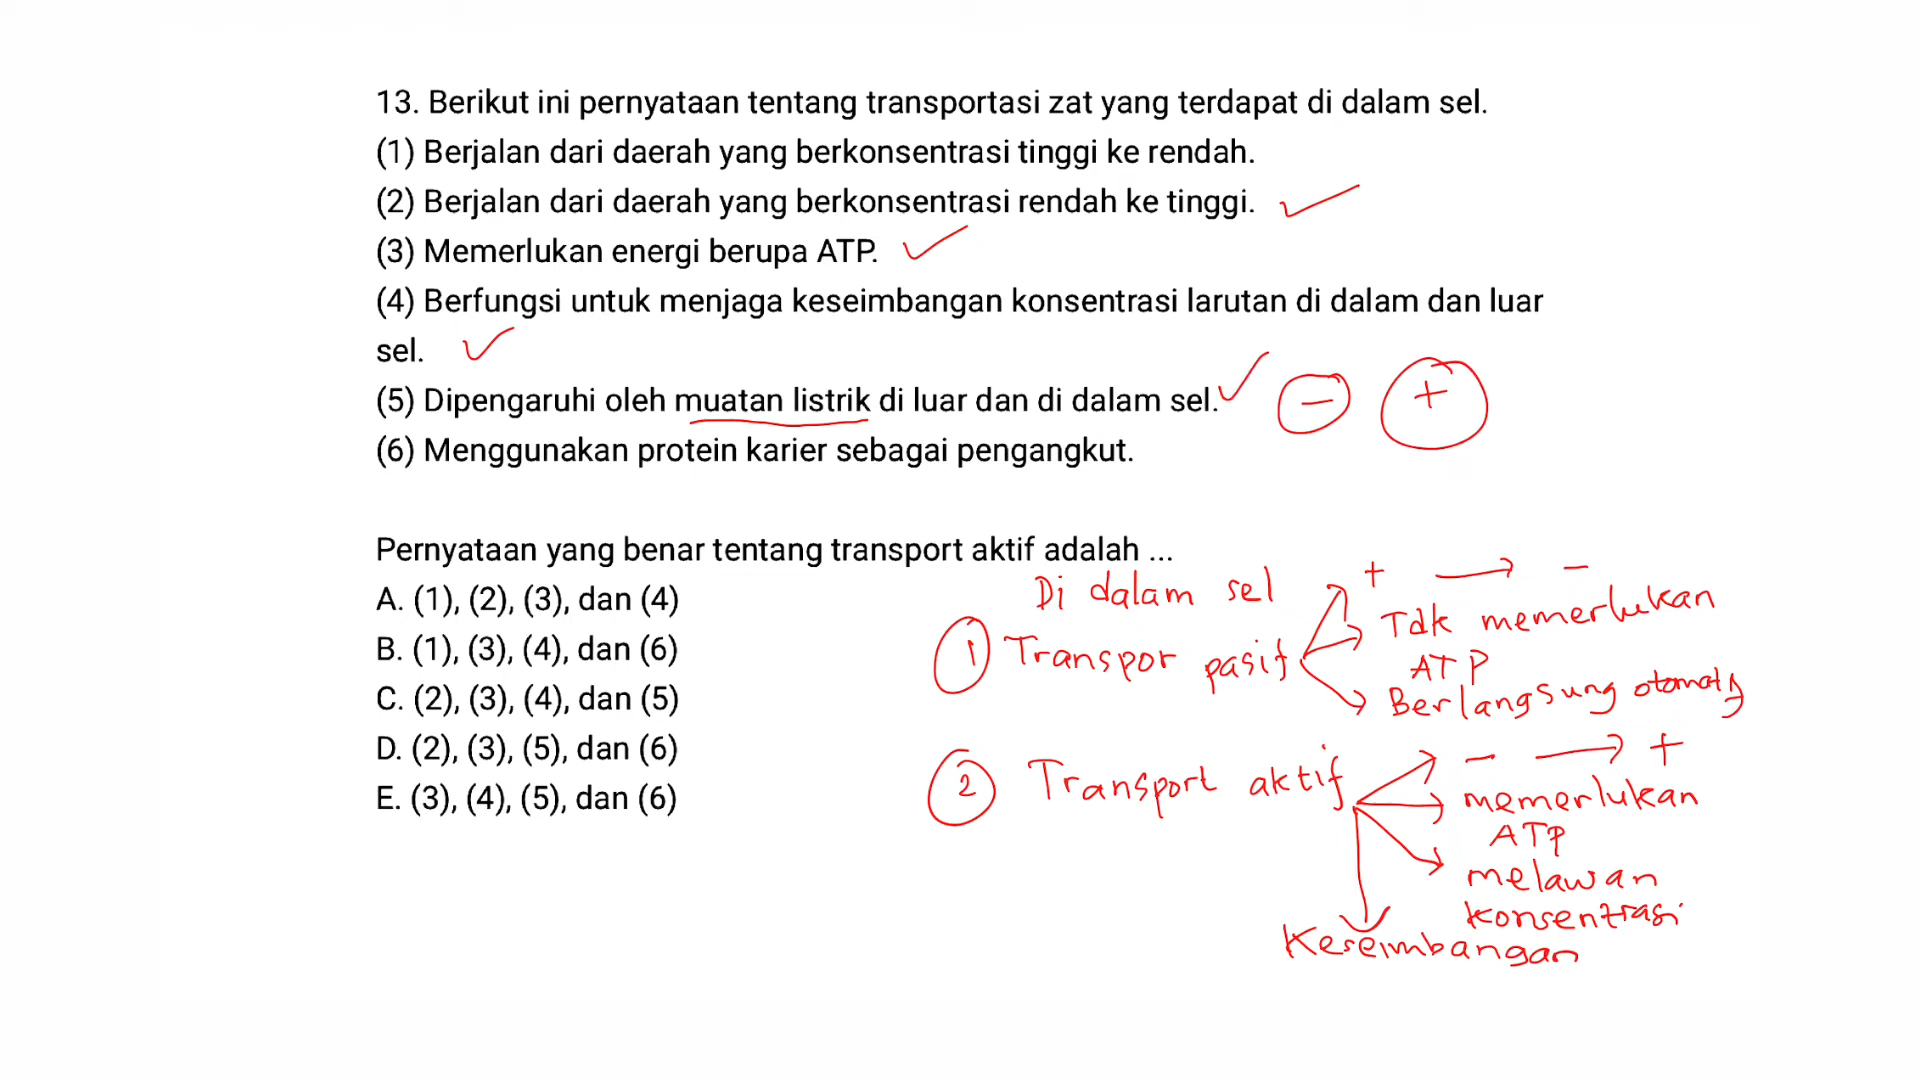 13. Berikut ini pernyataan tentang transportasi zat yang terdapat di dalam sel.
(1) Berjalan dari daerah yang berkonsentrasi tinggi ke rendah.
(2) Berjalan dari daerah yang berkonsentrasi rendah ke tinggi.
(3) Memerlukan energi berupa ATP.
(4) Berfungsi untuk menjaga keseimbangan konsentrasi larutan di dalam dan luar
sel.
(5) Dipengaruhi oleh muatan listrik di luar dan di dalam sel.
− +
(6) Menggunakan protein karier sebagai pengangkut.
Pernyataan yang benar tentang transport aktif adalah ...
A. (1), (2), (3), dan (4)
B. (1), (3), (4), dan (6)
C. (2), (3), (4), dan (5)
D. (2), (3), (5), dan (6)
E. (3), (4), (5), dan (6)
Di dalam sel
1 Transpor pasif
+ → −
Tdk memerlukan
ATP
Berlangsung otomatis
2 Transport aktif
− → +
memerlukan
ATP
melawan
konsentrasi
Keseimbangan